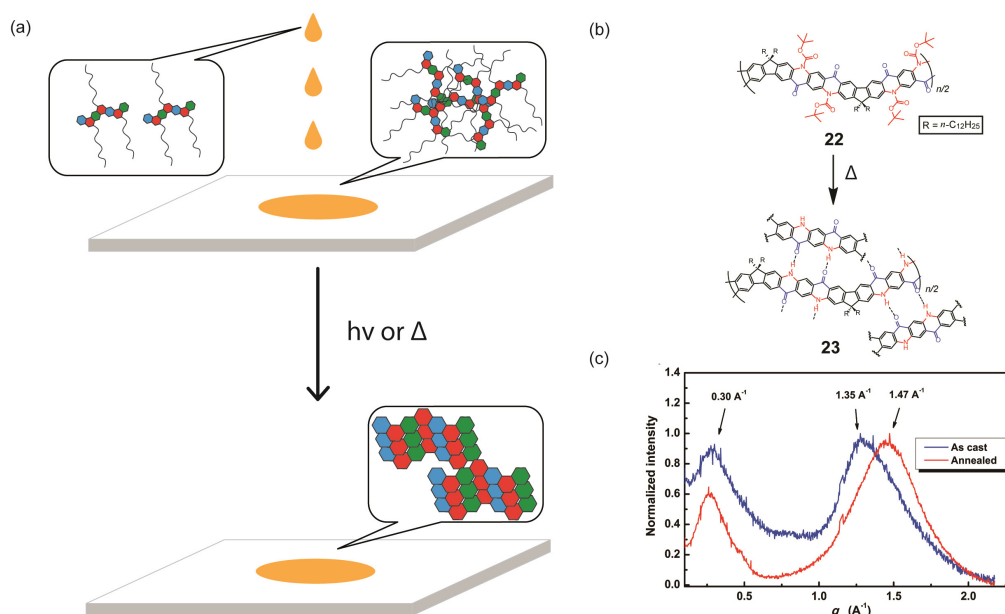 (a)
hν or Δ
(b)
R
R
O
O
N
O
O
N
O
O
O
O
O
N
O
N
O
O
O
R
R
n/2
R = n-C12H25
22
Δ
H
N
O
O
N
H
R
R
H
N
O
O
N
H
R
R
O
N
H
H
N
O
n/2
O
H
N
N
H
O
23
(c)
Normalized intensity
1.4
1.2
1.0
0.8
0.6
0.4
0.2
0.0
0.30 A⁻¹
1.35 A⁻¹
1.47 A⁻¹
As cast
Annealed
0.5
1.0
1.5
2.0
q (A⁻¹)